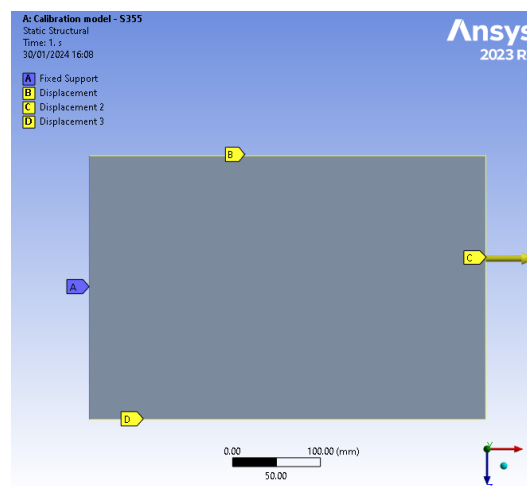 A: Calibration model - S355
Static Structural
Time: 1. s
30/01/2024 16:08
A Fixed Support
B Displacement
C Displacement 2
D Displacement 3
Ansys
2023 R
B
C
A
D
0.00 100.00 (mm)
50.00